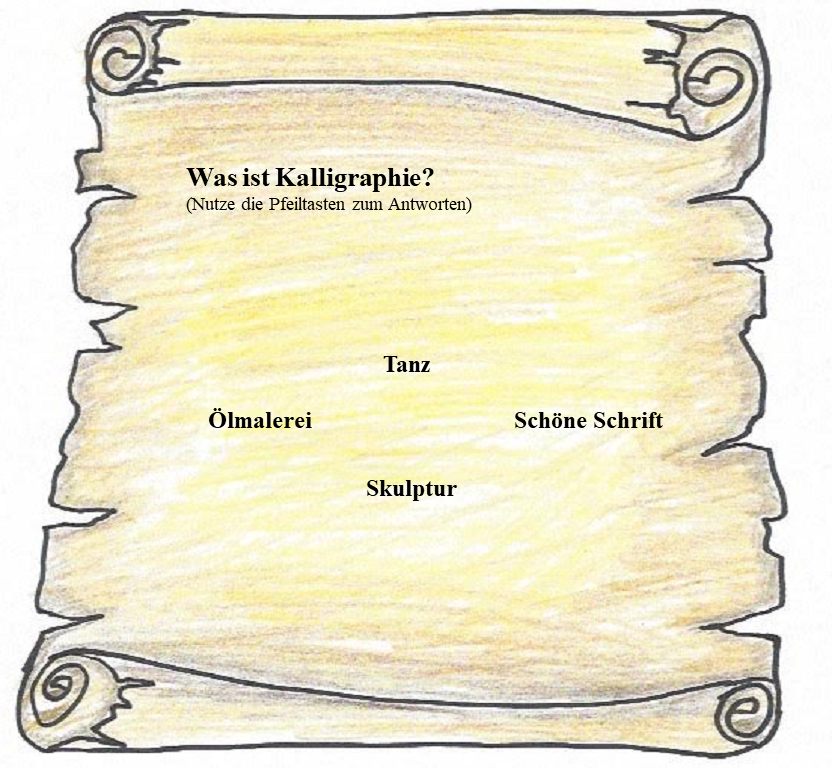 Was ist Kalligraphie?
(Nutze die Pfeiltasten zum Antworten)
Tanz
Ölmalerei
Schöne Schrift
Skulptur